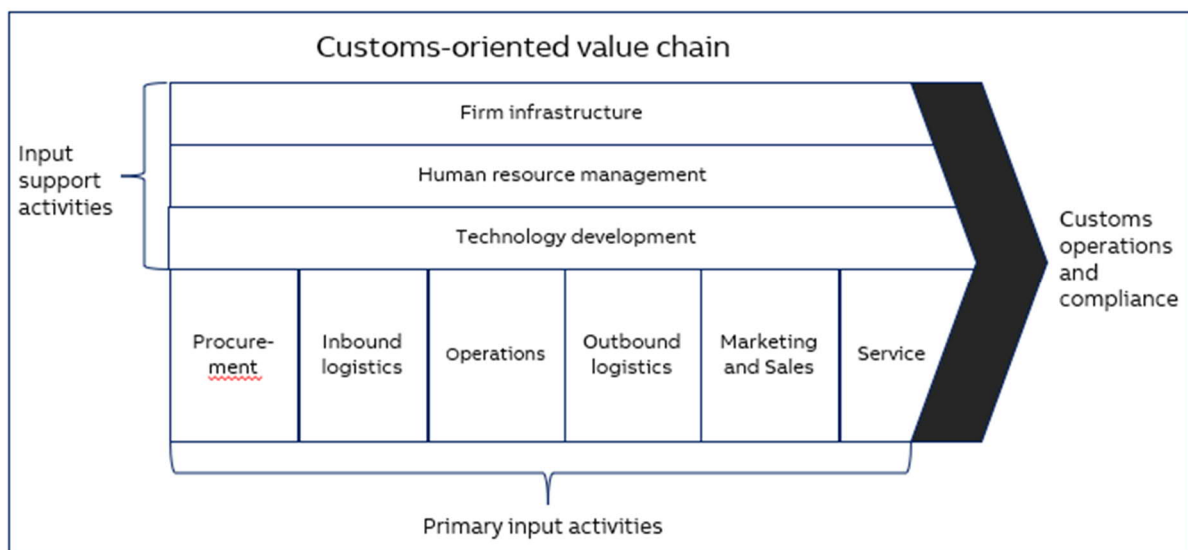 Customs-oriented value chain
Firm infrastructure
Human resource management
Technology development
Input
support
activities
Procure-
ment
Inbound
logistics
Operations
Outbound
logistics
Marketing
and Sales
Service
Customs
operations
and
compliance
Primary input activities